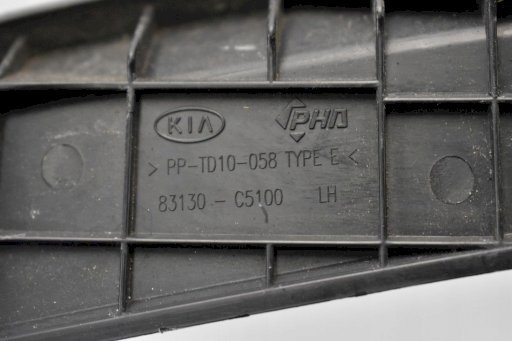 KIA PHA
> PP-TD10-058 TYPE E <
83130 - C5100 LH